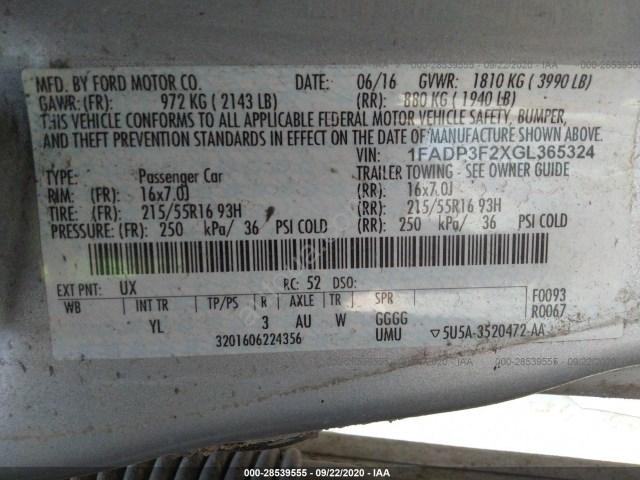 MFD. BY FORD MOTOR CO. DATE: 06/16 GVWR: 1810 KG ( 3990 LB)
GAWR: (FR): 972 KG ( 2143 LB) (RR): 880 KG ( 1940 LB)
THIS VEHICLE CONFORMS TO ALL APPLICABLE FEDERAL MOTOR VEHICLE SAFETY, BUMPER,
AND THEFT PREVENTION STANDARDS IN EFFECT ON THE DATE OF MANUFACTURE SHOWN ABOVE.
VIN: 1FADP3F2XGL365324
TYPE: Passenger Car TRAILER TOWING - SEE OWNER GUIDE
RIM: (FR): 16x7.0J (RR): 16x7.0J
TIRE: (FR): 215/55R16 93H (RR): 215/55R16 93H
PRESSURE: (FR): 250 kPa/ 36 PSI COLD (RR): 250 kPa/ 36 PSI COLD
EXT PNT: UX RC: 52 DSO:
WB INT TR TP/PS R AXLE TR SPR F0093
R0067
YL 3 AU W GGGG
3201606224356 UMU ▽5U5A-3520472-AA
000-28539555 - 09/22/2020 - IAA
000-28539555 - 09/22/2020 - IAA